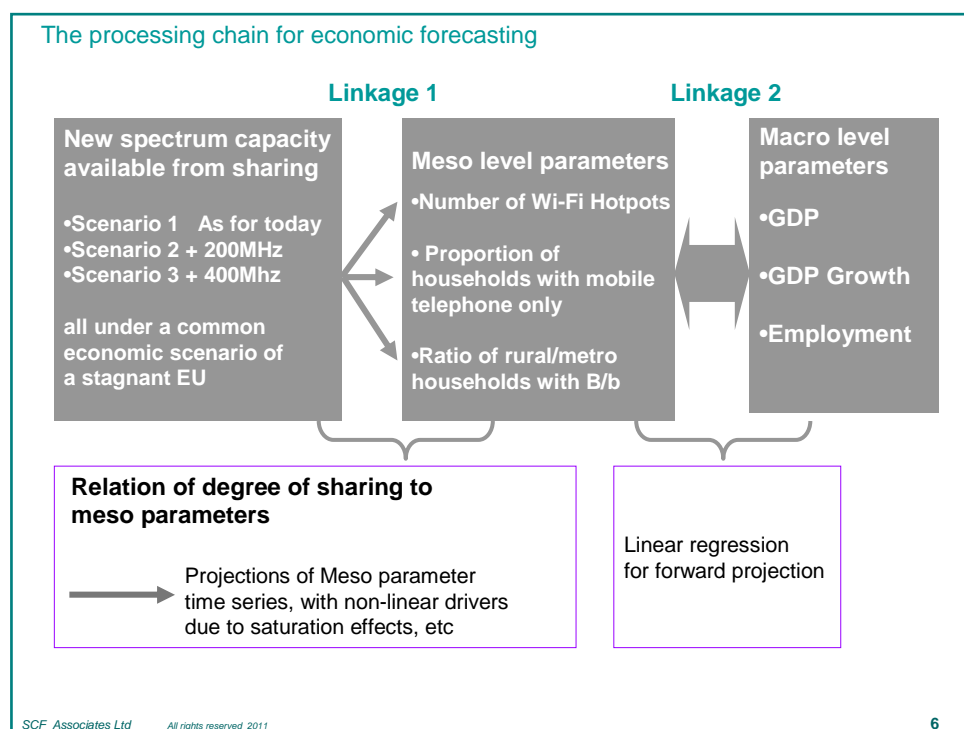 The processing chain for economic forecasting
Linkage 1
Linkage 2
New spectrum capacity
available from sharing
•Scenario 1 As for today
•Scenario 2 + 200MHz
•Scenario 3 + 400Mhz
all under a common
economic scenario of
a stagnant EU
Meso level parameters
•Number of Wi-Fi Hotpots
• Proportion of
households with mobile
telephone only
•Ratio of rural/metro
households with B/b
Macro level
parameters
•GDP
•GDP Growth
•Employment
Relation of degree of sharing to
meso parameters
Projections of Meso parameter
time series, with non-linear drivers
due to saturation effects, etc
Linear regression
for forward projection
SCF Associates Ltd All rights reserved 2011
6